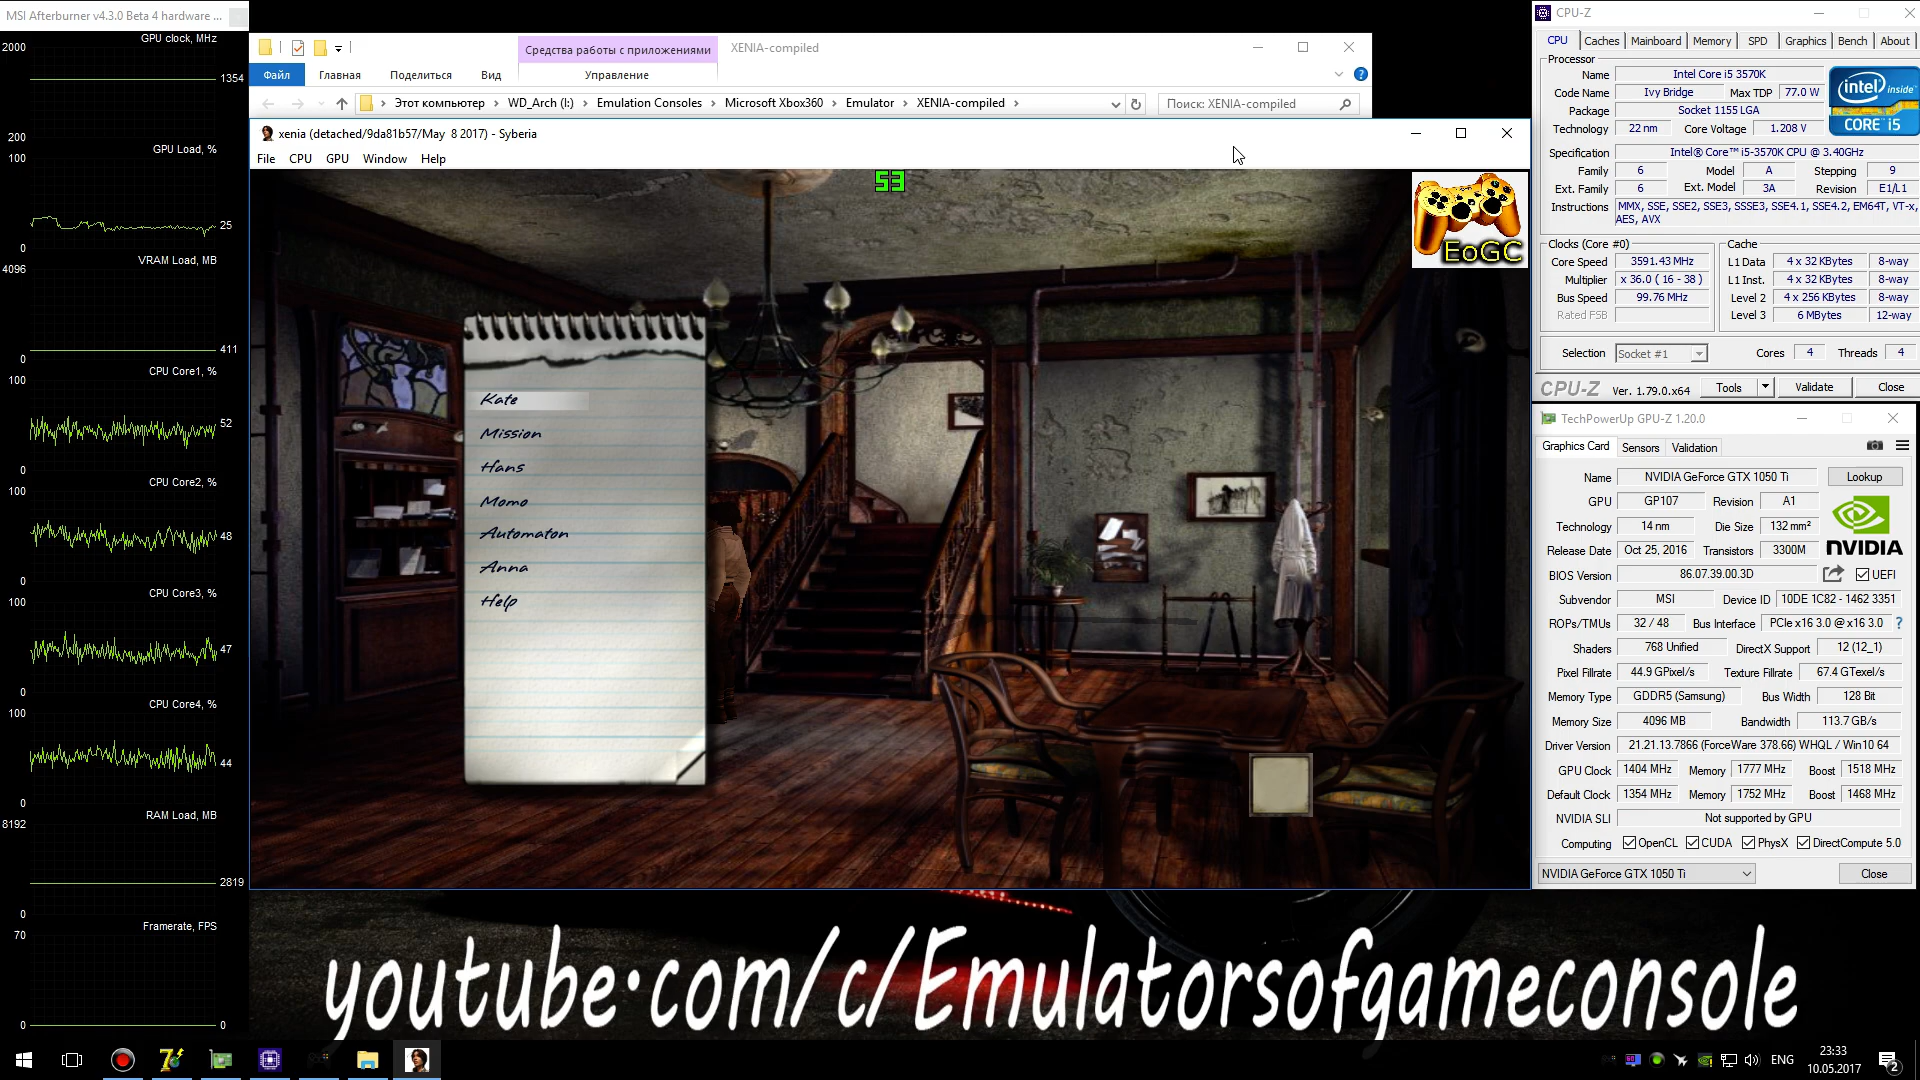 MSI Afterburner v4.3.0 Beta 4 hardware ...
GPU clock, MHz
2000
1354
200
GPU Load, %
100
25
0
VRAM Load, MB
4096
411
0
CPU Core1, %
100
52
0
CPU Core2, %
100
48
0
CPU Core3, %
100
47
0
CPU Core4, %
100
44
0
RAM Load, MB
8192
2819
0
Framerate, FPS
70
0
0
Средства работы с приложениями
XENIA-compiled
Файл
Главная
Поделиться
Вид
Управление
Этот компьютер
WD_Arch (I:)
Emulation Consoles
Microsoft Xbox360
Emulator
XENIA-compiled
Поиск: XENIA-compiled
xenia (detached/9da81b57/May 8 2017) - Syberia
File CPU GPU Window Help
53
EoGC
Kate
Mission
Hans
Momo
Automaton
Anna
Help
youtube.com/c/Emulatorsofgameconsole
CPU-Z
CPU Caches Mainboard Memory SPD Graphics Bench About
Processor
Name Intel Core i5 3570K
Code Name Ivy Bridge Max TDP 77.0 W
Package Socket 1155 LGA
Technology 22 nm Core Voltage 1.208 V
intel inside™
CORE i5
Specification Intel® Core™ i5-3570K CPU @ 3.40GHz
Family 6 Model A Stepping 9
Ext. Family 6 Ext. Model 3A Revision E1/L1
Instructions MMX, SSE, SSE2, SSE3, SSSE3, SSE4.1, SSE4.2, EM64T, VT-x,
AES, AVX
Clocks (Core #0) Cache
Core Speed 3591.43 MHz L1 Data 4 x 32 KBytes 8-way
Multiplier x 36.0 ( 16 - 38 ) L1 Inst. 4 x 32 KBytes 8-way
Bus Speed 99.76 MHz Level 2 4 x 256 KBytes 8-way
Rated FSB Level 3 6 MBytes 12-way
Selection Socket #1 Cores 4 Threads 4
CPU-Z Ver. 1.79.0.x64 Tools Validate Close
TechPowerUp GPU-Z 1.20.0
Graphics Card Sensors Validation
Name NVIDIA GeForce GTX 1050 Ti Lookup
GPU GP107 Revision A1
Technology 14 nm Die Size 132 mm²
Release Date Oct 25, 2016 Transistors 3300M
NVIDIA
BIOS Version 86.07.39.00.3D UEFI
Subvendor MSI Device ID 10DE 1C82 - 1462 3351
ROPs/TMUs 32 / 48 Bus Interface PCIe x16 3.0 @ x16 3.0 ?
Shaders 768 Unified DirectX Support 12 (12_1)
Pixel Fillrate 44.9 GPixel/s Texture Fillrate 67.4 GTexel/s
Memory Type GDDR5 (Samsung) Bus Width 128 Bit
Memory Size 4096 MB Bandwidth 113.7 GB/s
Driver Version 21.21.13.7866 (ForceWare 378.66) WHQL / Win10 64
GPU Clock 1404 MHz Memory 1777 MHz Boost 1518 MHz
Default Clock 1354 MHz Memory 1752 MHz Boost 1468 MHz
NVIDIA SLI Not supported by GPU
Computing OpenCL CUDA PhysX DirectCompute 5.0
NVIDIA GeForce GTX 1050 Ti Close
ENG
23:33
10.05.2017
2